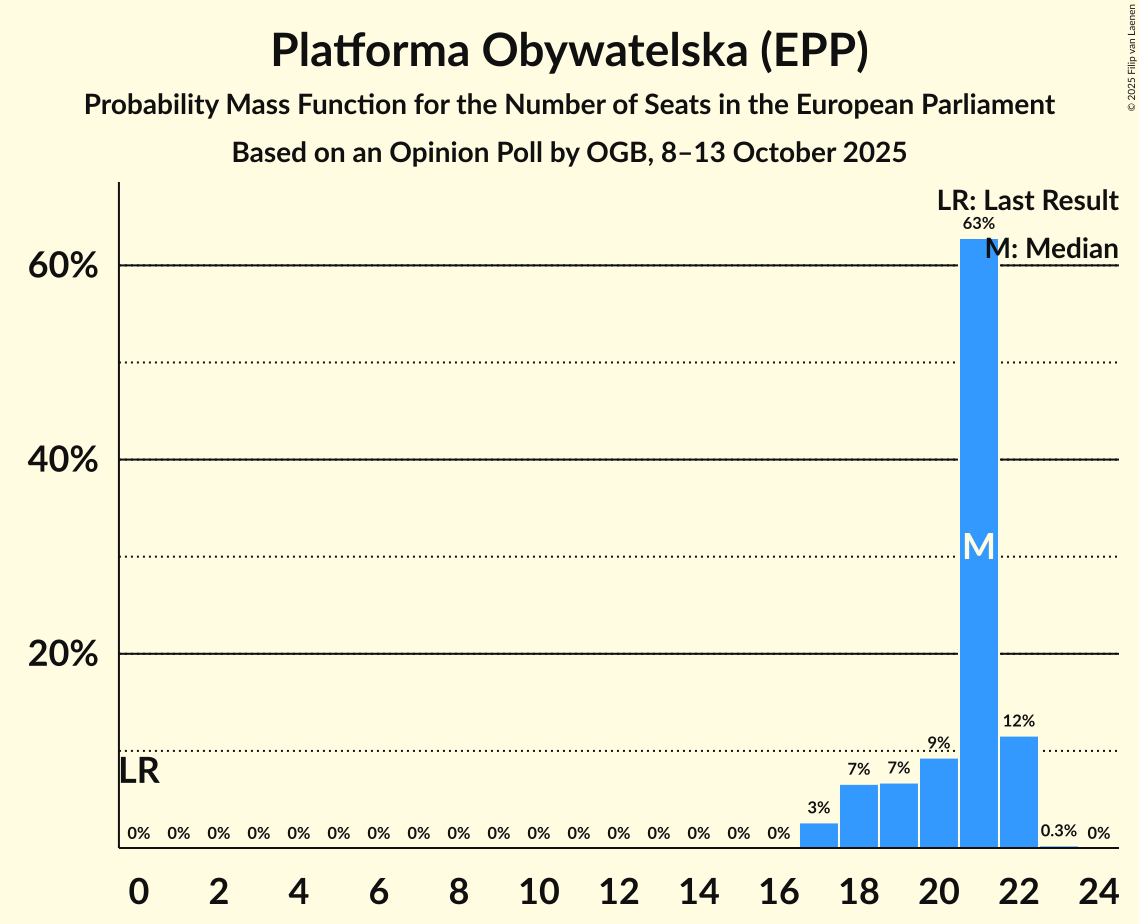 Platforma Obywatelska (EPP)
Probability Mass Function for the Number of Seats in the European Parliament
Based on an Opinion Poll by OGB, 8–13 October 2025
© 2025 Filip van Laenen
LR: Last Result
M: Median
63%
60%
40%
M
20%
12%
9%
LR
7% 7%
3%
0% 0% 0% 0% 0% 0% 0% 0% 0% 0% 0% 0% 0% 0% 0% 0% 0% 0.3% 0%
0 2 4 6 8 10 12 14 16 18 20 22 24